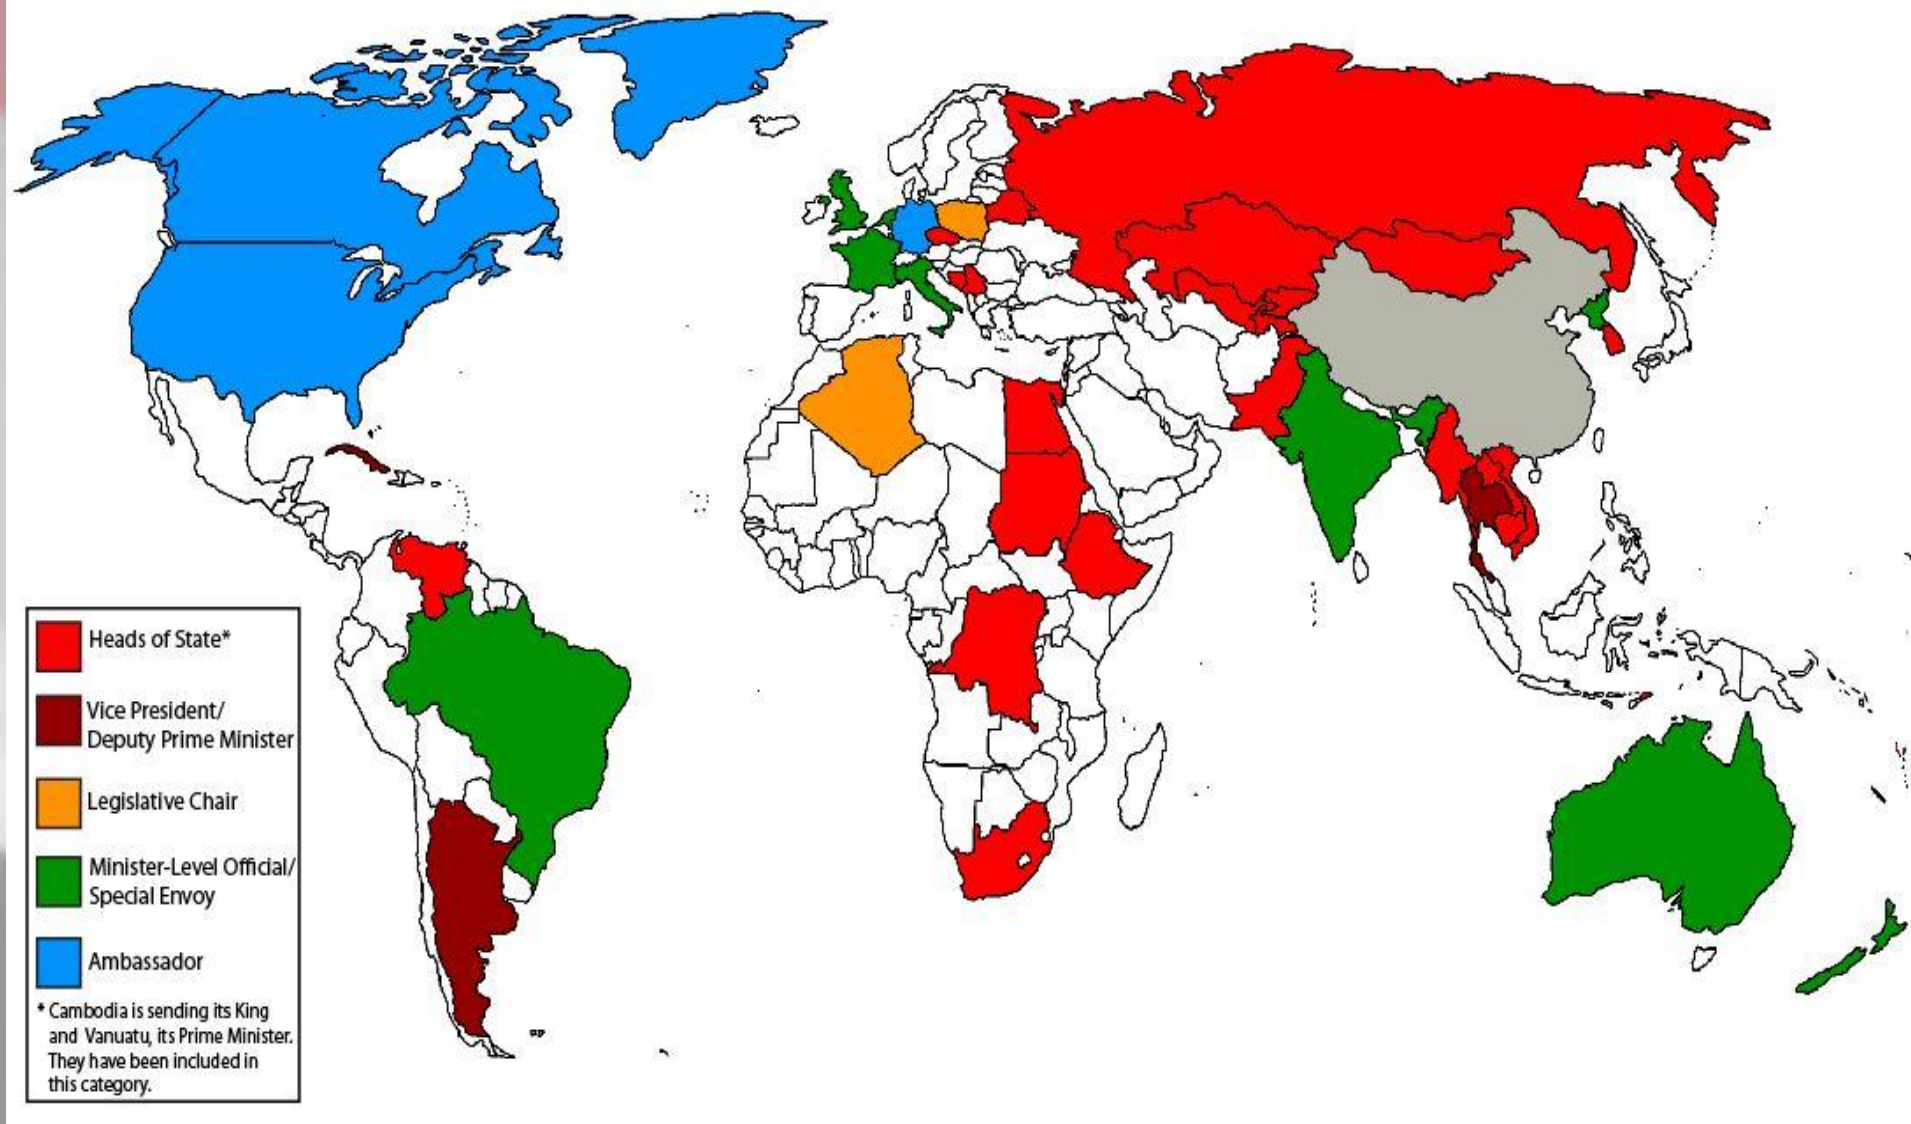 Heads of State*
Vice President/
Deputy Prime Minister
Legislative Chair
Minister-Level Official/
Special Envoy
Ambassador
* Cambodia is sending its King
and Vanuatu, its Prime Minister.
They have been included in
this category.